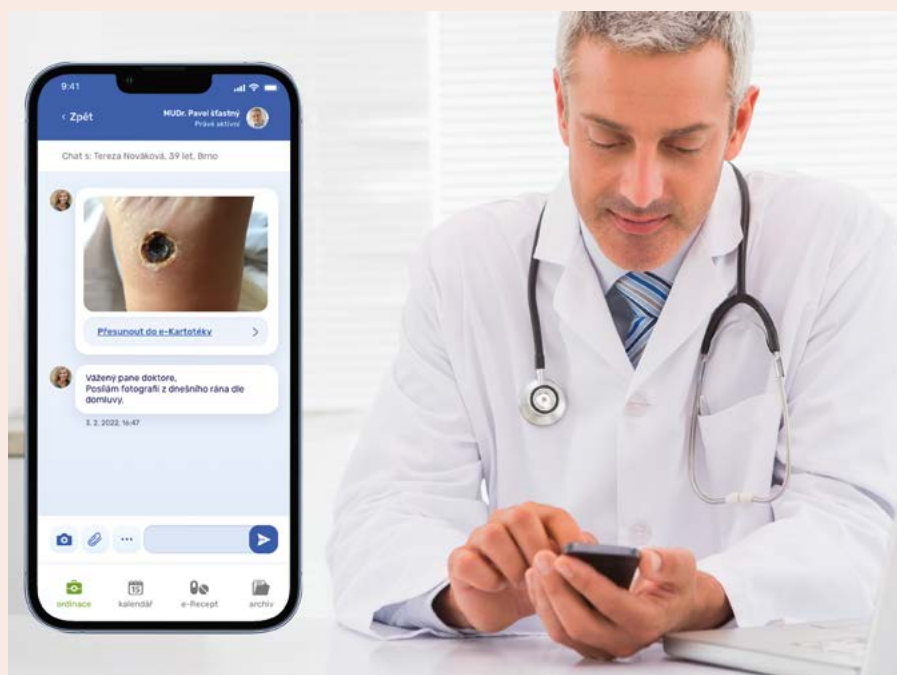 9:41
‹ Zpět
MUDr. Pavel šťastný
Právě aktivní
Chat s: Tereza Nováková, 39 let, Brno
Přesunout do e-Kartotéky >
Vážený pane doktore,
Posílám fotografii z dnešního rána dle
domluvy.
3. 2. 2022, 16:47
15
ordinace
kalendář
e-Recept
archiv